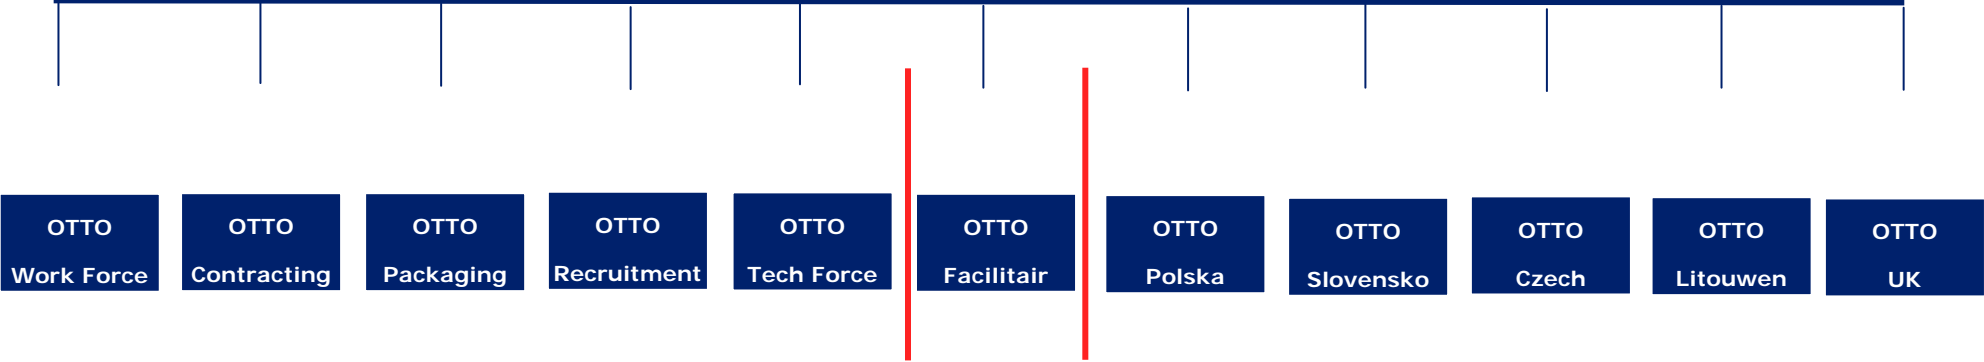 OTTO
Work Force
OTTO
Contracting
OTTO
Packaging
OTTO
Recruitment
OTTO
Tech Force
OTTO
Facilitair
OTTO
Polska
OTTO
Slovensko
OTTO
Czech
OTTO
Litouwen
OTTO
UK